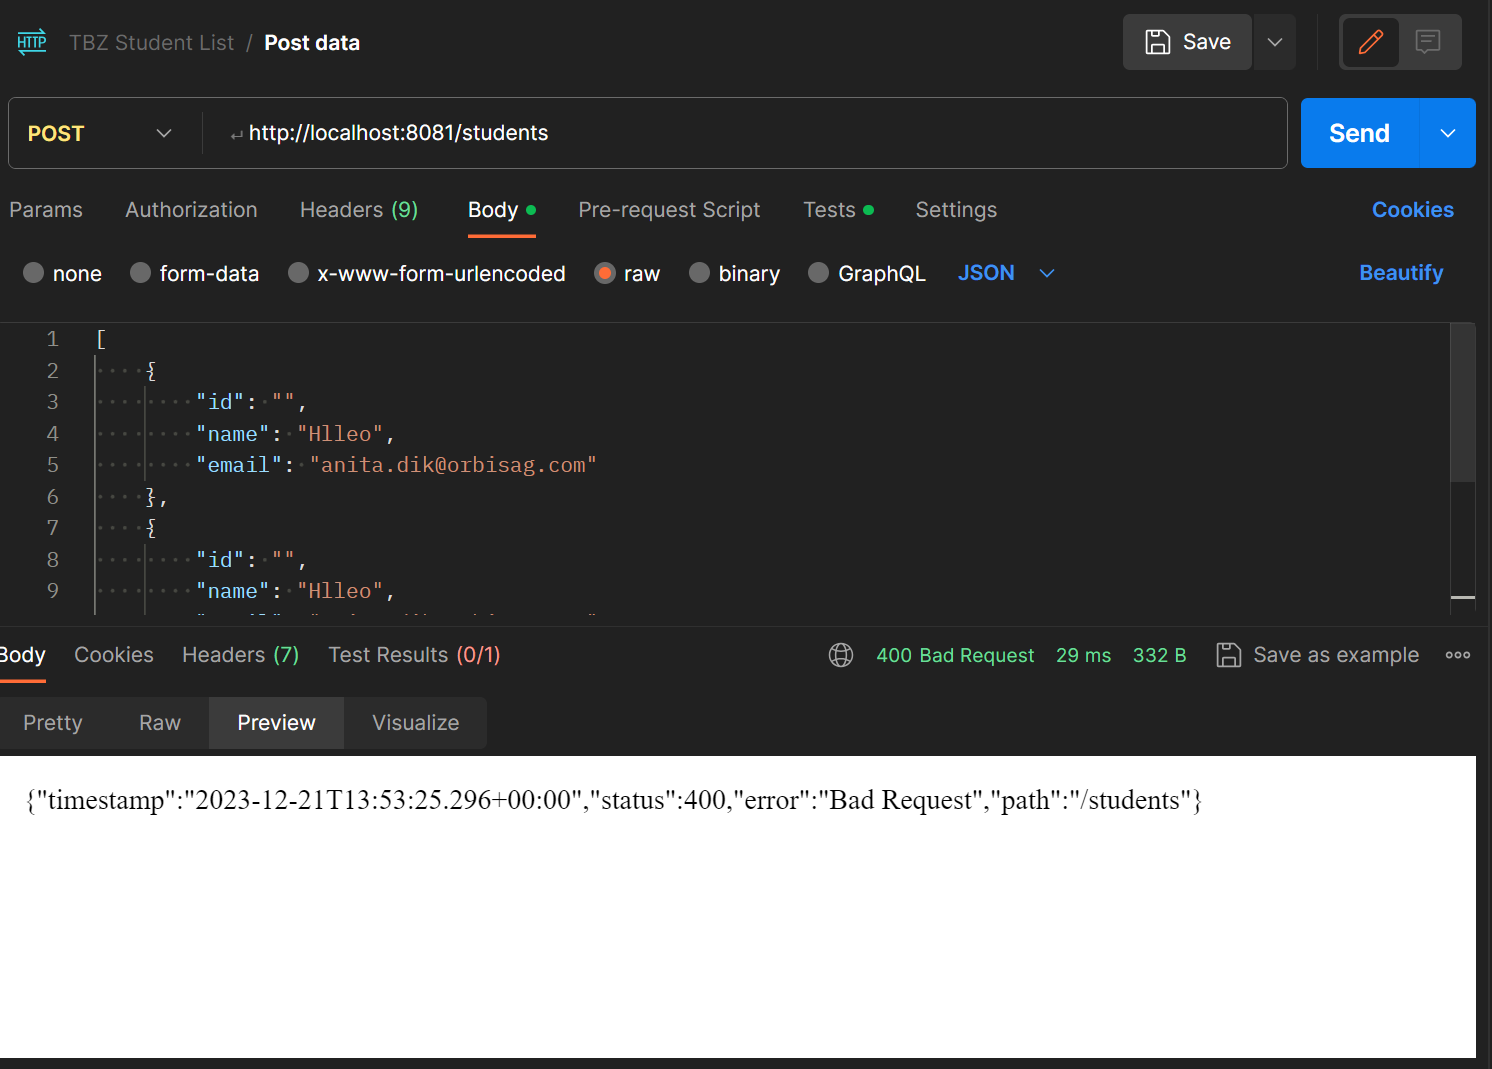 HTTP TBZ Student List / Post data Save
POST ↵ http://localhost:8081/students Send
Params Authorization Headers (9) Body Pre-request Script Tests Settings Cookies
none form-data x-www-form-urlencoded raw binary GraphQL JSON Beautify
1 [
2 {
3 "id": "",
4 "name": "Hlleo",
5 "email": "anita.dik@orbisag.com"
6 },
7 {
8 "id": "",
9 "name": "Hlleo",
Body Cookies Headers (7) Test Results (0/1) 400 Bad Request 29 ms 332 B Save as example
Pretty Raw Preview Visualize
{"timestamp":"2023-12-21T13:53:25.296+00:00","status":400,"error":"Bad Request","path":"/students"}